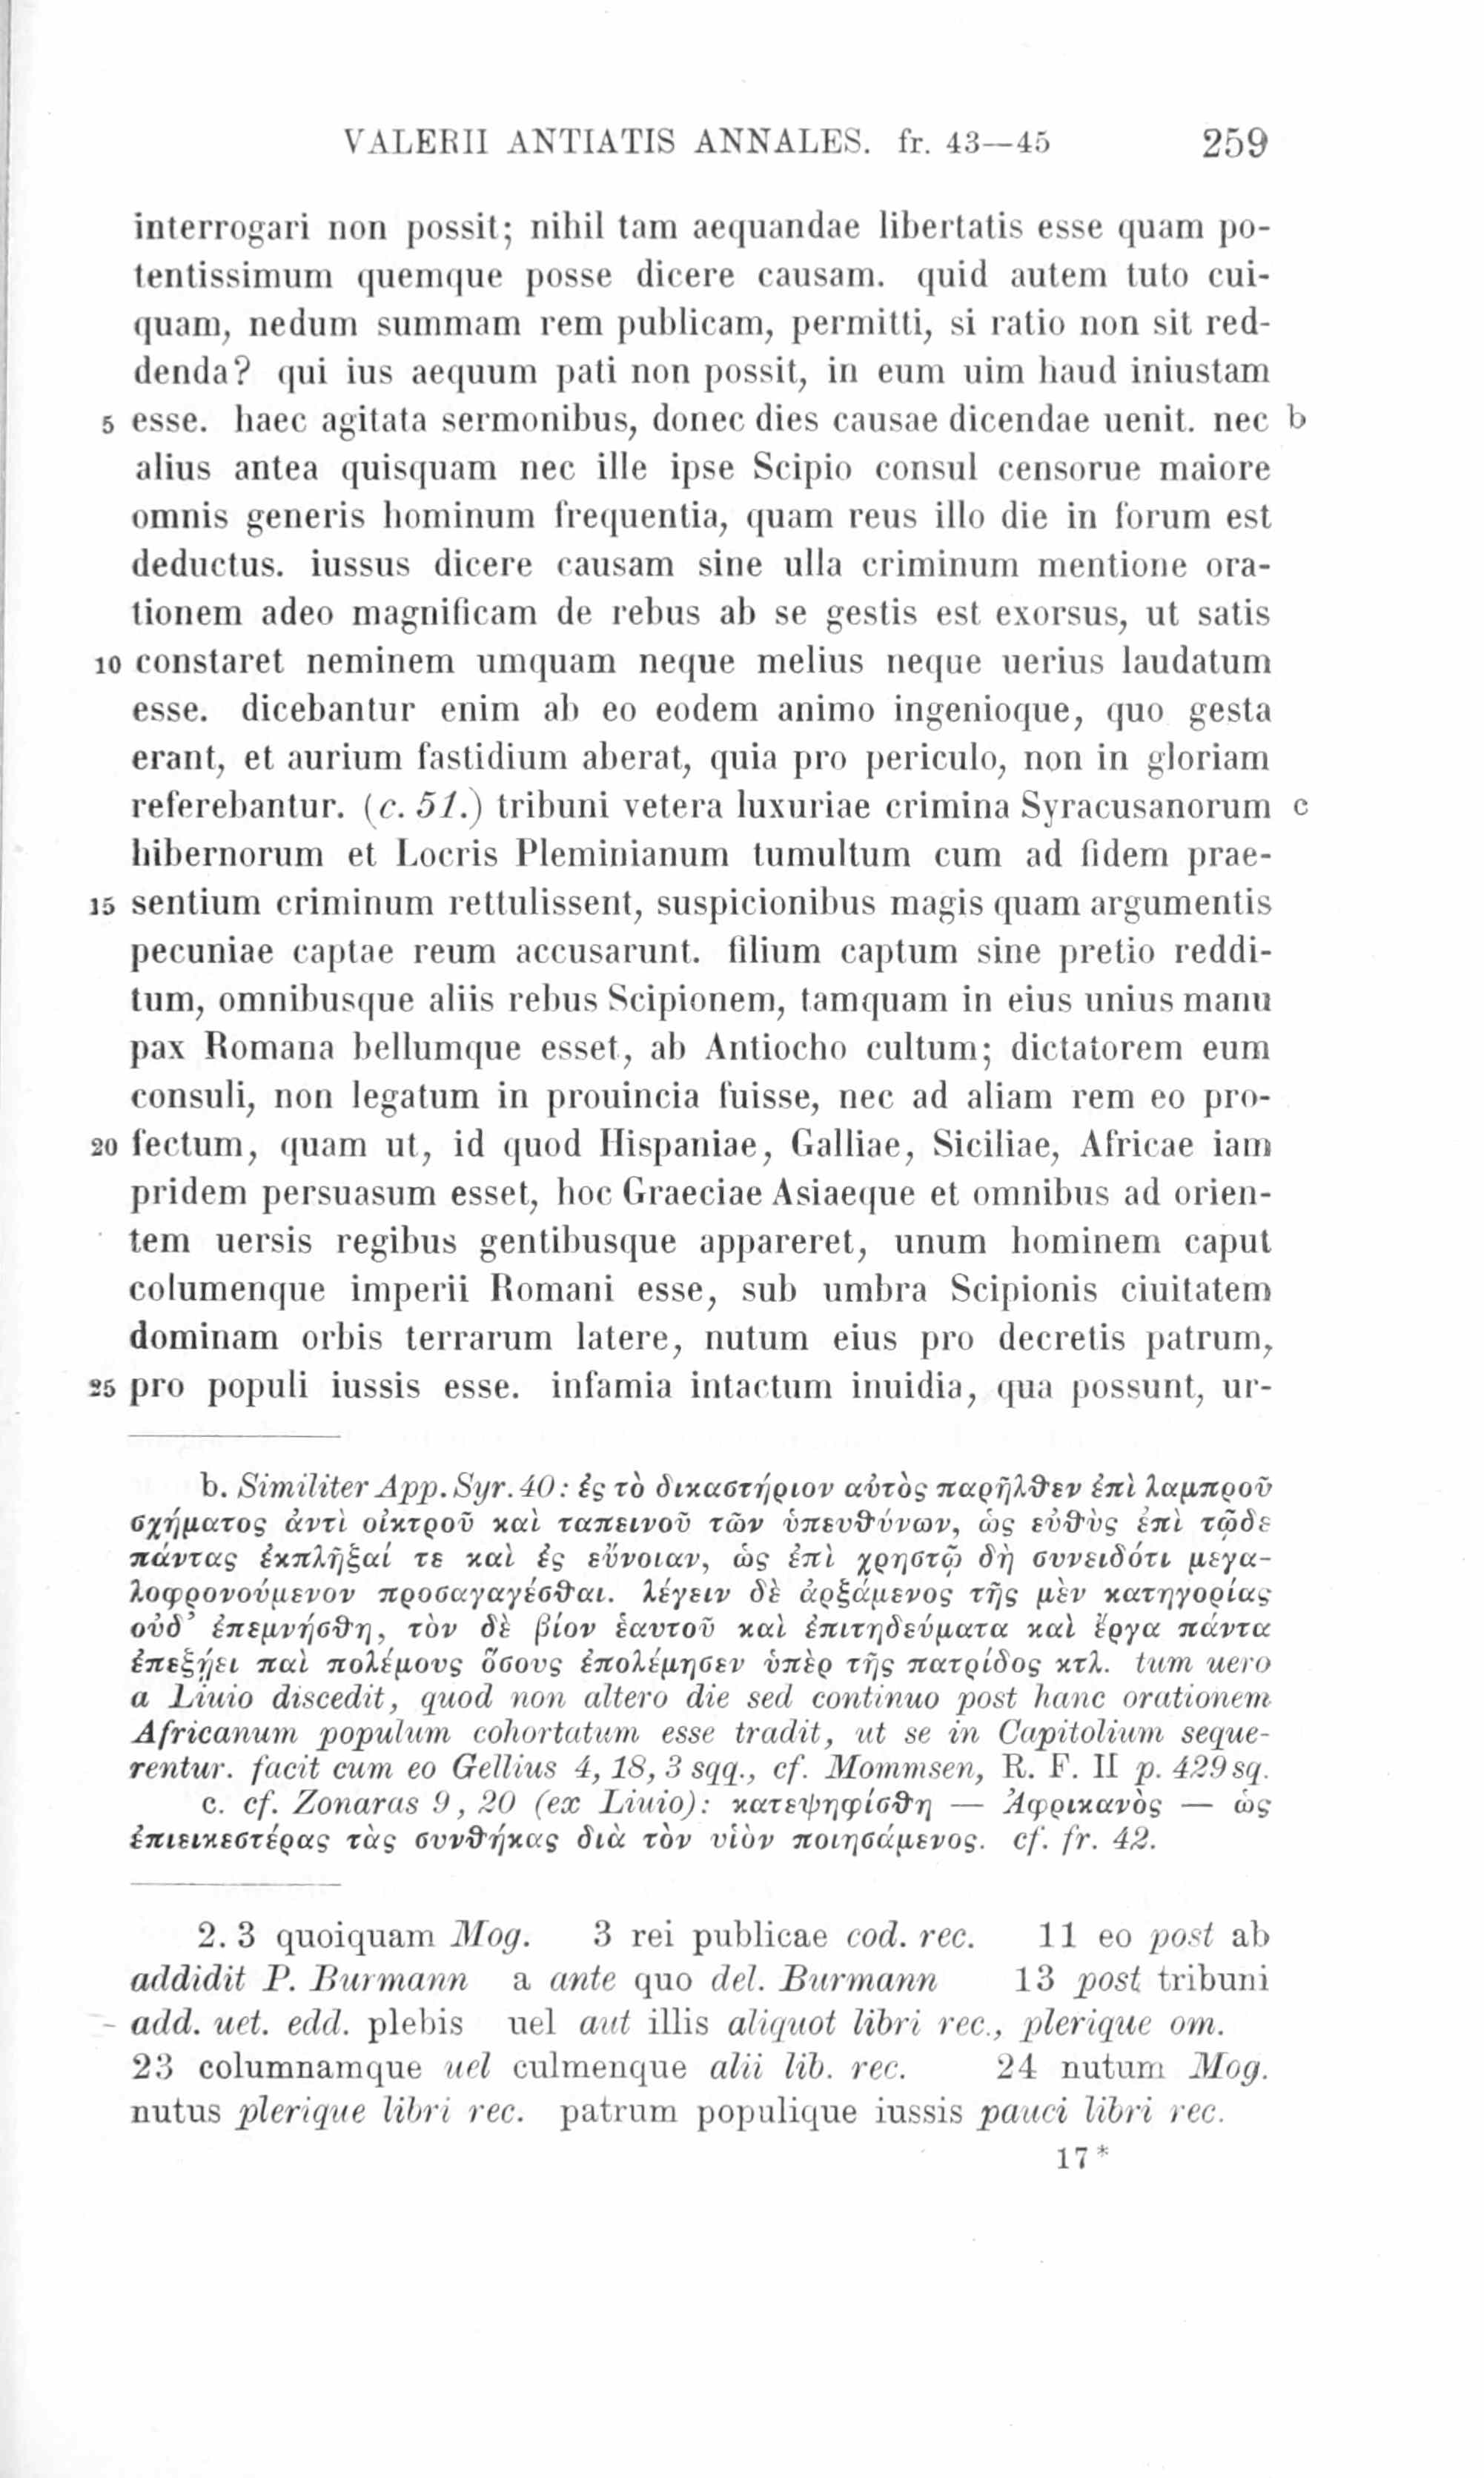 VALERII ANTIATIS ANNALES. fr. 43—45 259
interrogari non possit; nihil tam aequandae libertatis esse quam po-
tentissimum quemque posse dicere causam. quid autem tuto cui-
quam, nedum summam rem publicam, permitti, si ratio non sit red-
denda? qui ius aequum pati non possit, in eum uim haud iniustam
5 esse. haec agitata sermonibus, donec dies causae dicendae uenit. nec b
alius antea quisquam nec ille ipse Scipio consul censorue maiore
omnis generis hominum frequentia, quam reus illo die in forum est
deductus. iussus dicere causam sine ulla criminum mentione ora-
tionem adeo magnificam de rebus ab se gestis est exorsus, ut satis
10 constaret neminem umquam neque melius neque uerius laudatum
esse. dicebantur enim ab eo eodem animo ingenioque, quo gesta
erant, et aurium fastidium aberat, quia pro periculo, non in gloriam
referebantur. (c. 51.) tribuni vetera luxuriae crimina Syracusanorum c
hibernorum et Locris Pleminianum tumultum cum ad fidem prae-
15 sentium criminum rettulissent, suspicionibus magis quam argumentis
pecuniae captae reum accusarunt. filium captum sine pretio reddi-
tum, omnibusque aliis rebus Scipionem, tamquam in eius unius manu
pax Romana bellumque esset, ab Antiocho cultum; dictatorem eum
consuli, non legatum in prouincia fuisse, nec ad aliam rem eo pro-
20 fectum, quam ut, id quod Hispaniae, Galliae, Siciliae, Africae iam
pridem persuasum esset, hoc Graeciae Asiaeque et omnibus ad orien-
tem uersis regibus gentibusque appareret, unum hominem caput
columenque imperii Romani esse, sub umbra Scipionis ciuitatem
dominam orbis terrarum latere, nutum eius pro decretis patrum,
25 pro populi iussis esse. infamia intactum inuidia, qua possunt, ur-
b. Similiter App. Syr. 40: ἐς τὸ δικαστήριον αὐτὸς παρῆλθεν ἐπὶ λαμπροῦ
σχήματος ἀντὶ οἰκτροῦ καὶ ταπεινοῦ τῶν ὑπευθύνων, ὡς εὐθὺς ἐπὶ τῷδε
πάντας ἐκπλῆξαί τε καὶ ἐς εὔνοιαν, ὡς ἐπὶ χρηστῷ δὴ συνειδότι μεγα-
λοφρονούμενον προσαγαγέσθαι. λέγειν δὲ ἀρξάμενος τῆς μὲν κατηγορίας
οὐδ' ἐπεμνήσθη, τὸν δὲ βίον ἑαυτοῦ καὶ ἐπιτηδεύματα καὶ ἔργα πάντα
ἐπεξῄει παὶ πολέμους ὅσους ἐπολέμησεν ὑπὲρ τῆς πατρίδος κτλ. tum uero
a Liuio discedit, quod non altero die sed continuo post hanc orationem
Africanum populum cohortatum esse tradit, ut se in Capitolium seque-
rentur. facit cum eo Gellius 4, 18, 3 sqq., cf. Mommsen, R. F. II p. 429 sq.
c. cf. Zonaras 9, 20 (ex Liuio): κατεψηφίσθη — Ἀφρικανὸς — ὡς
ἐπιεικεστέρας τὰς συνθήκας διὰ τὸν υἱὸν ποιησάμενος. cf. fr. 42.
2. 3 quoiquam Mog. 3 rei publicae cod. rec. 11 eo post ab
addidit P. Burmann a ante quo del. Burmann 13 post tribuni
add. uet. edd. plebis uel aut illis aliquot libri rec., plerique om.
23 columnamque uel culmenque alii lib. rec. 24 nutum Mog.
nutus plerique libri rec. patrum populique iussis pauci libri rec.
17*